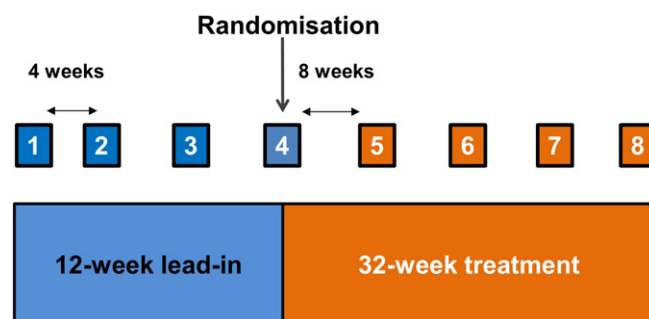 Randomisation
4 weeks
8 weeks
1 2 3 4 5 6 7 8
12-week lead-in
32-week treatment